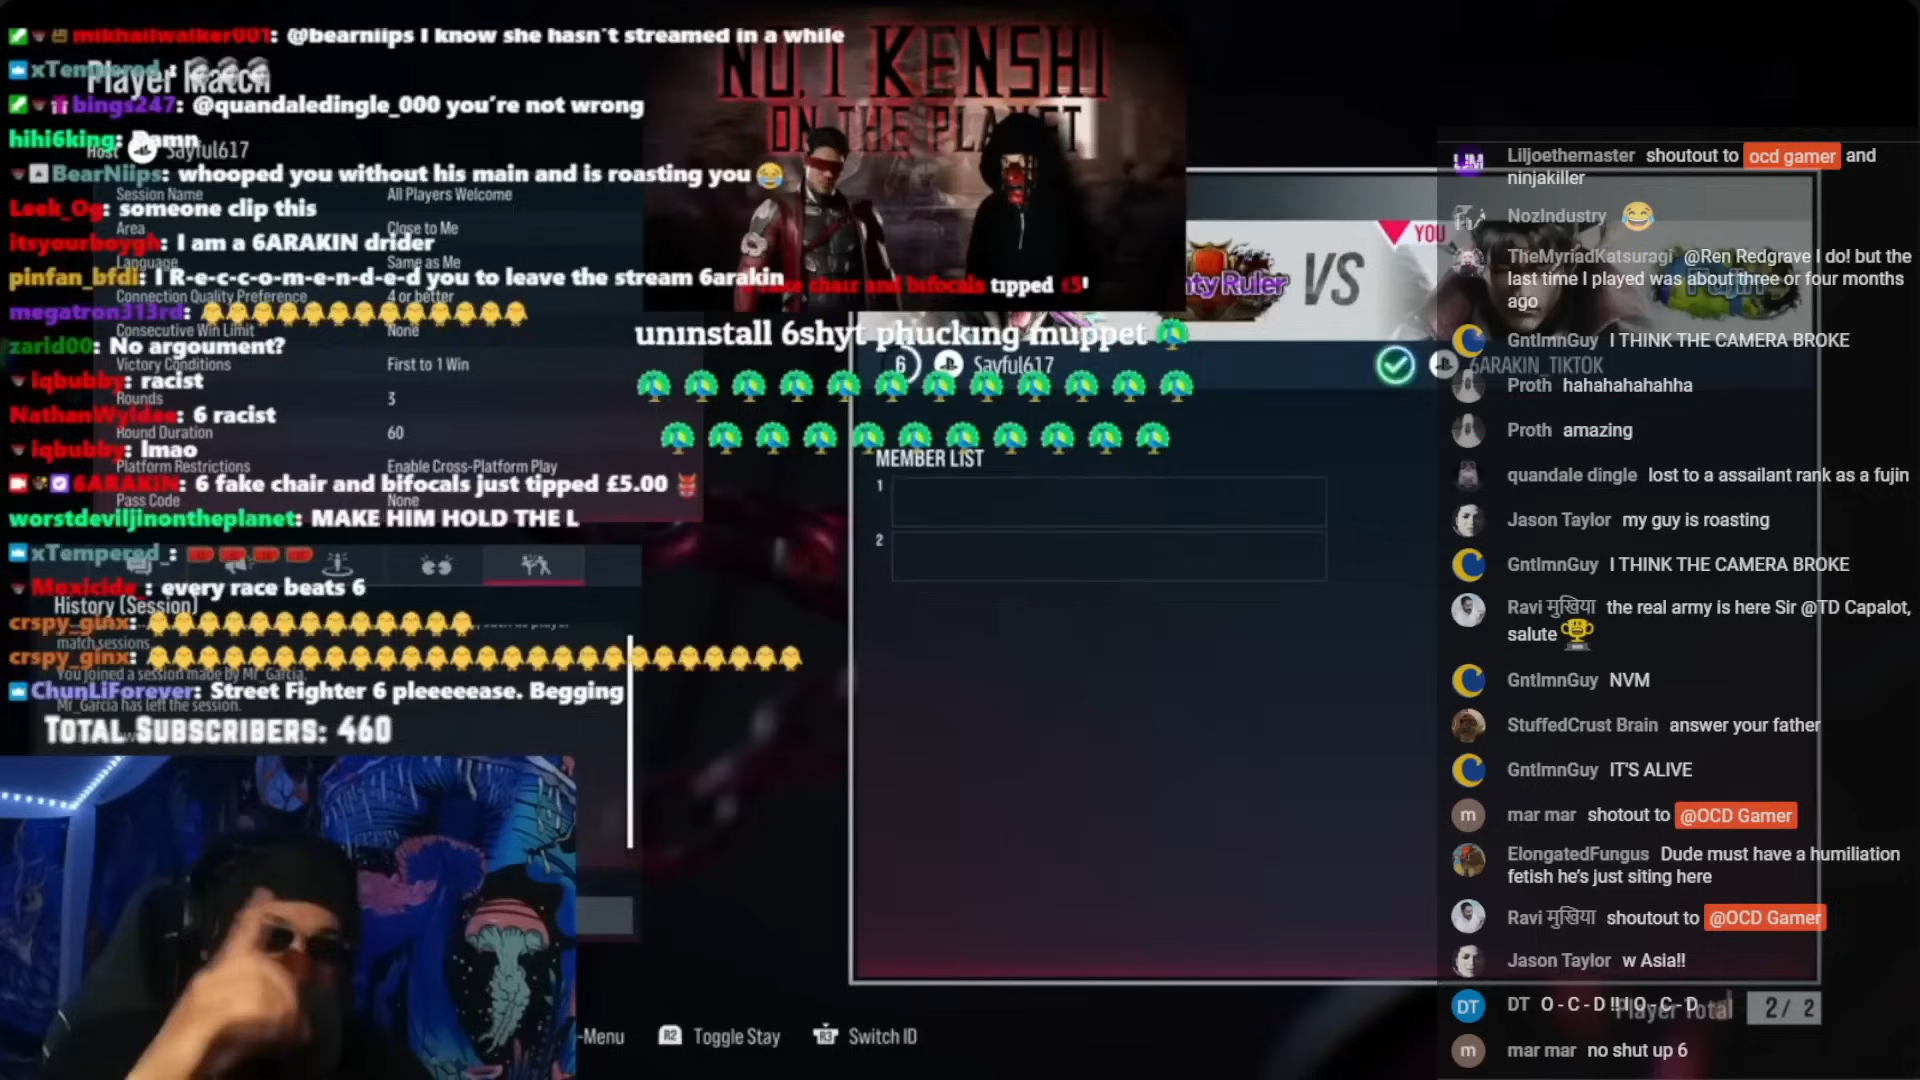 mikhailwalker001: @bearniips I know she hasn't streamed in a while
xTempered_:
Player Match
bings247: @quandaledingle_000 you're not wrong
hihi6king: Damn
Host Sayful617
BearNiips: whooped you without his main and is roasting you 😂
Session Name All Players Welcome
Leek_Og: someone clip this
Area Close to Me
itsyourboygh: I am a 6ARAKIN drider
Language Same as Me
pinfan_bfdi: I R-e-c-c-o-m-e-n-d-e-d you to leave the stream 6arakin
Connection Quality Preference 4 or better
megatron313rd:
Consecutive Win Limit None
zarid00: No argoument?
Victory Conditions First to 1 Win
iqbubby: racist
Rounds 3
NathanWyldee: 6 racist
Round Duration 60
iqbubby: lmao
Platform Restrictions Enable Cross-Platform Play
6ARAKIN: 6 fake chair and bifocals just tipped £5.00
Pass Code None
worstdeviljinontheplanet: MAKE HIM HOLD THE L
xTempered_:
Moxicide_: every race beats 6
History (Session)
crspy_ginx:
match sessions.
crspy_ginx:
You joined a session made by Mr_Garcia.
ChunLiForever: Street Fighter 6 pleeeeease. Begging
Mr_Garcia has left the session.
TOTAL SUBSCRIBERS: 460
NO.1 KENSHI
ON THE PLANET
fake chair and bifocals tipped £5!
uninstall 6shyt phucking muppet
nty Ruler VS YOU Fujin
6 Sayful617 6ARAKIN_TIKTOK
MEMBER LIST
1
2
-Menu R2 Toggle Stay R3 Switch ID
Player Total 2/ 2
Liljoethemaster shoutout to ocd gamer and
ninjakiller
NozIndustry 😂
TheMyriadKatsuragi @Ren Redgrave I do! but the
last time I played was about three or four months
ago
GntlmnGuy I THINK THE CAMERA BROKE
Proth hahahahahahha
Proth amazing
quandale dingle lost to a assailant rank as a fujin
Jason Taylor my guy is roasting
GntlmnGuy I THINK THE CAMERA BROKE
Ravi मुखिया the real army is here Sir @TD Capalot,
salute
GntlmnGuy NVM
StuffedCrust Brain answer your father
GntlmnGuy IT'S ALIVE
m mar mar shotout to @OCD Gamer
ElongatedFungus Dude must have a humiliation
fetish he's just siting here
Ravi मुखिया shoutout to @OCD Gamer
Jason Taylor w Asia!!
DT DT O - C - D !!! O - C - D
m mar mar no shut up 6